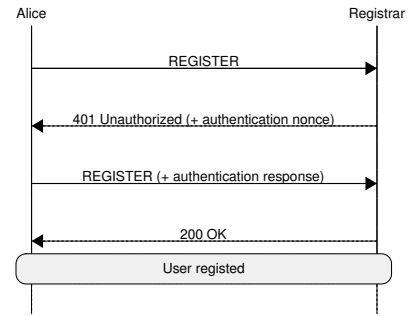 Alice
Registrar
REGISTER
401 Unauthorized (+ authentication nonce)
REGISTER (+ authentication response)
200 OK
User registed